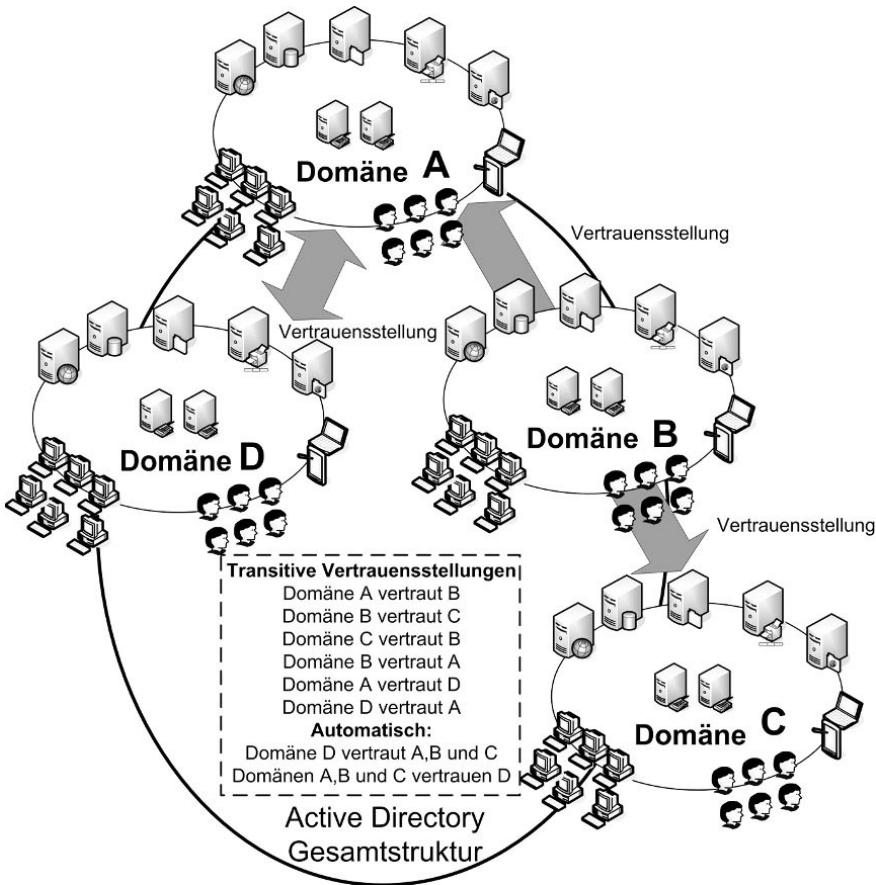 Domäne A
Vertrauensstellung
Vertrauensstellung
Domäne D
Domäne B
Vertrauensstellung
Transitive Vertrauensstellungen
Domäne A vertraut B
Domäne B vertraut C
Domäne C vertraut B
Domäne B vertraut A
Domäne A vertraut D
Domäne D vertraut A
Automatisch:
Domäne D vertraut A,B und C
Domänen A,B und C vertrauen D
Domäne C
Active Directory
Gesamtstruktur